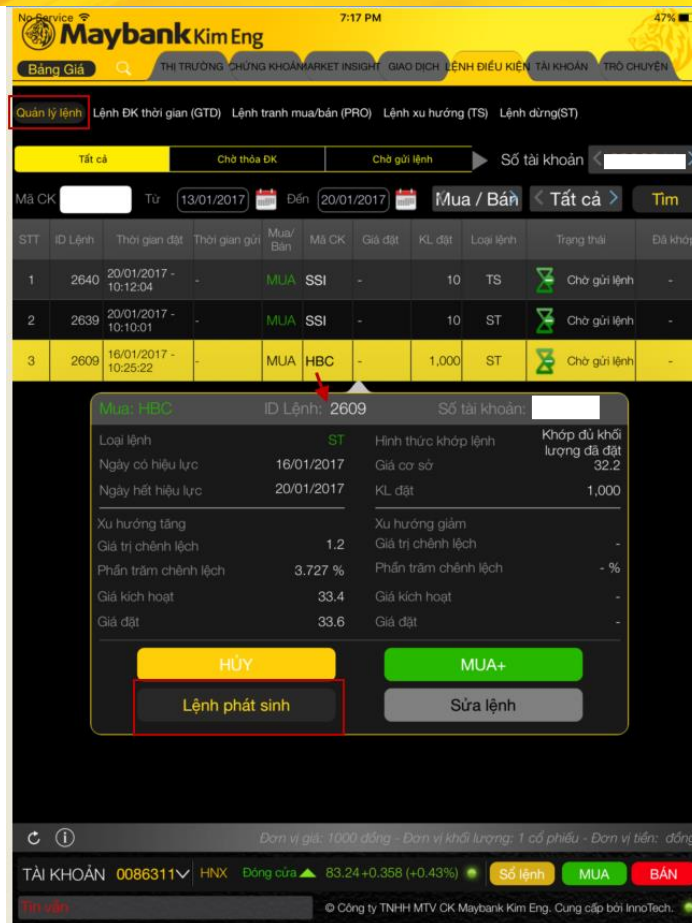 No Service 7:17 PM 47%
Maybank Kim Eng
Bảng Giá THỊ TRƯỜNG CHỨNG KHOÁN MARKET INSIGHT GIAO DỊCH LỆNH ĐIỀU KIỆN TÀI KHOẢN TRÒ CHUYỆN
Quản lý lệnh Lệnh ĐK thời gian (GTD) Lệnh tranh mua/bán (PRO) Lệnh xu hướng (TS) Lệnh dừng(ST)
Tất cả Chờ thỏa ĐK Chờ gửi lệnh Số tài khoản
Mã CK Từ 13/01/2017 Đến 20/01/2017 Mua / Bán Tất cả Tìm
STT ID Lệnh Thời gian đặt Thời gian gửi Mua/ Bán Mã CK Giá đặt KL đặt Loại lệnh Trạng thái Đã khớp
1 2640 20/01/2017 - 10:12:04 - MUA SSI - 10 TS Chờ gửi lệnh -
2 2639 20/01/2017 - 10:10:01 - MUA SSI - 10 ST Chờ gửi lệnh -
3 2609 16/01/2017 - 10:25:22 - MUA HBC - 1,000 ST Chờ gửi lệnh -
Mua: HBC ID Lệnh: 2609 Số tài khoản:
Loại lệnh ST Hình thức khớp lệnh Khớp đủ khối lượng đã đặt
Ngày có hiệu lực 16/01/2017 Giá cơ sở 32.2
Ngày hết hiệu lực 20/01/2017 KL đặt 1,000
Xu hướng tăng Xu hướng giảm
Giá trị chênh lệch 1.2 Giá trị chênh lệch -
Phần trăm chênh lệch 3.727 % Phần trăm chênh lệch - %
Giá kích hoạt 33.4 Giá kích hoạt -
Giá đặt 33.6 Giá đặt -
HỦY MUA+
Lệnh phát sinh Sửa lệnh
Đơn vị giá: 1000 đồng - Đơn vị khối lượng: 1 cổ phiếu - Đơn vị tiền: đồng
TÀI KHOẢN 0086311 HNX Đóng cửa 83.24 +0.358 (+0.43%) Sổ lệnh MUA BÁN
Tin vắn © Công ty TNHH MTV CK Maybank Kim Eng. Cung cấp bởi InnoTech.